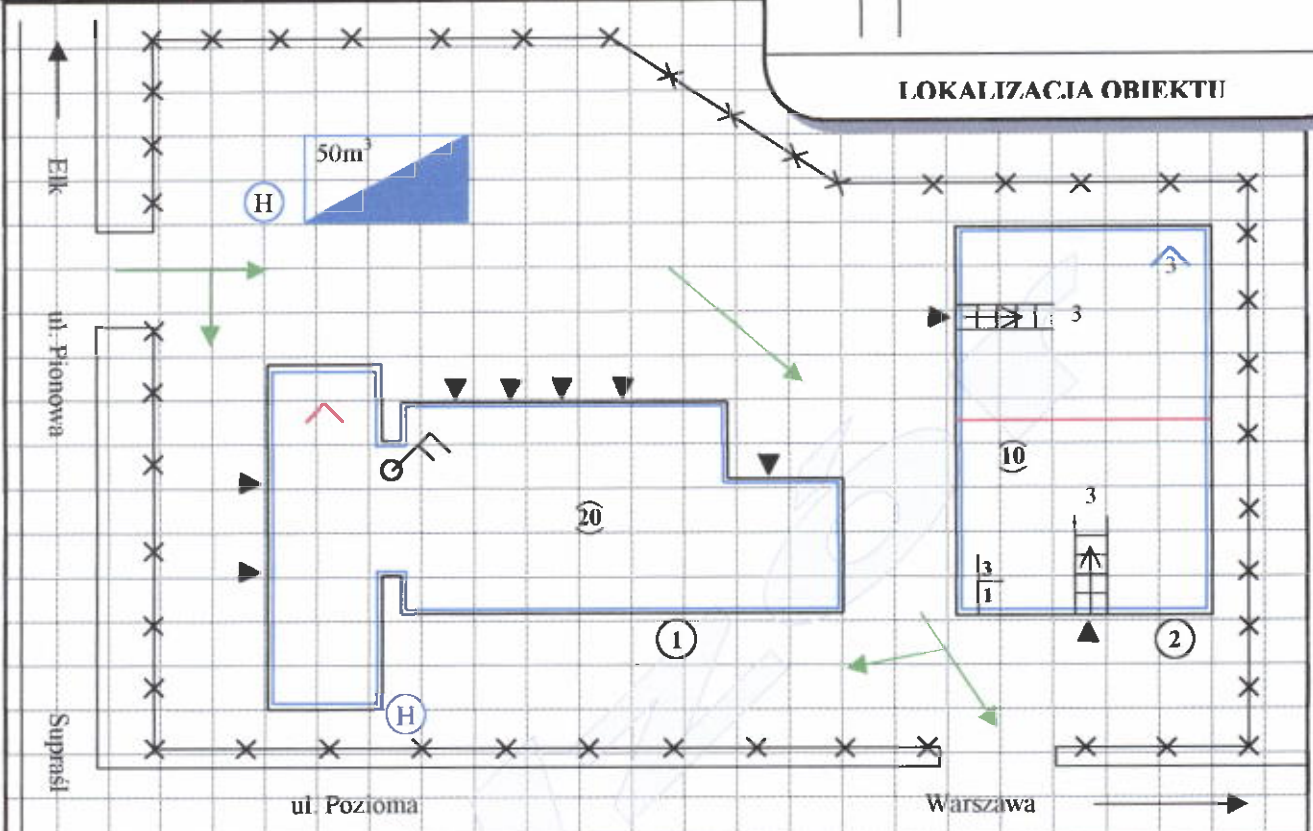 LOKALIZACJA OBIEKTU
50m³
H
Ełk
ul. Pionowa
Supraśl
3
3
10
20
3
3
1
1
2
H
ul. Pozioma
Warszawa